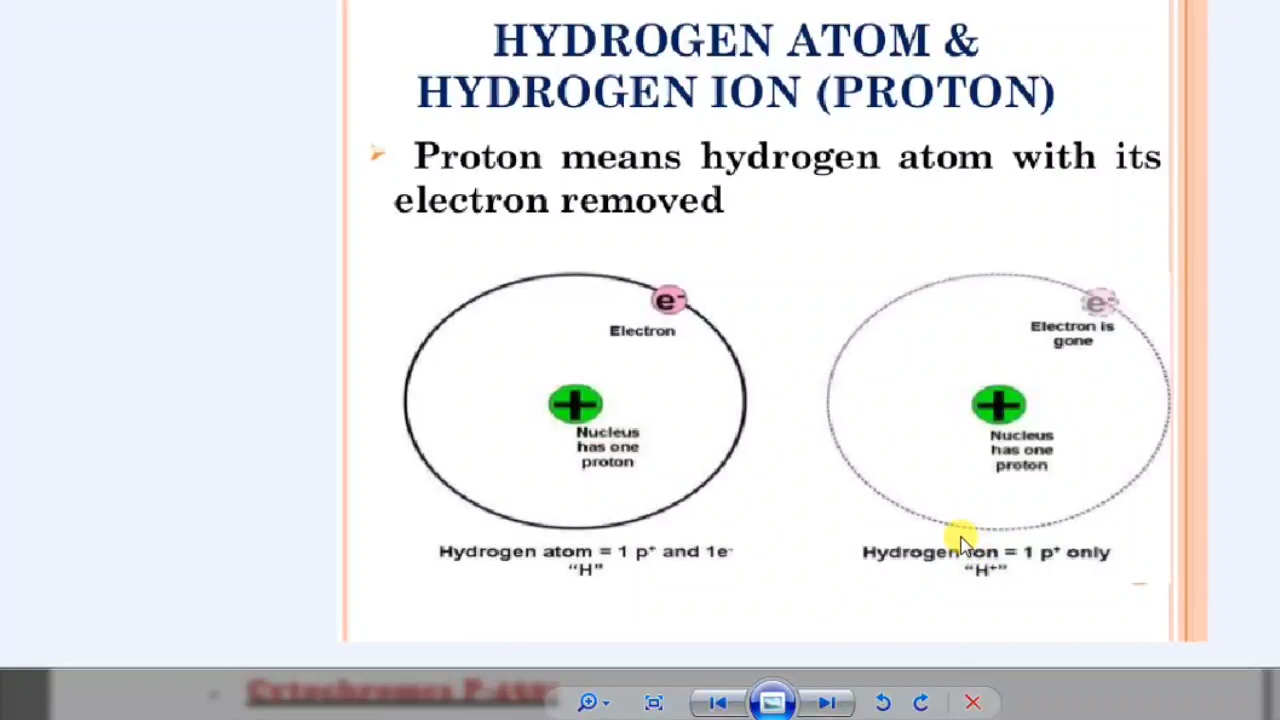 HYDROGEN ATOM &
HYDROGEN ION (PROTON)
Proton means hydrogen atom with its
electron removed
e⁻
Electron
Nucleus
has one
proton
Hydrogen atom = 1 p⁺ and 1e⁻
“H”
e⁻
Electron is
gone
Nucleus
has one
proton
Hydrogen ion = 1 p⁺ only
“H⁺”